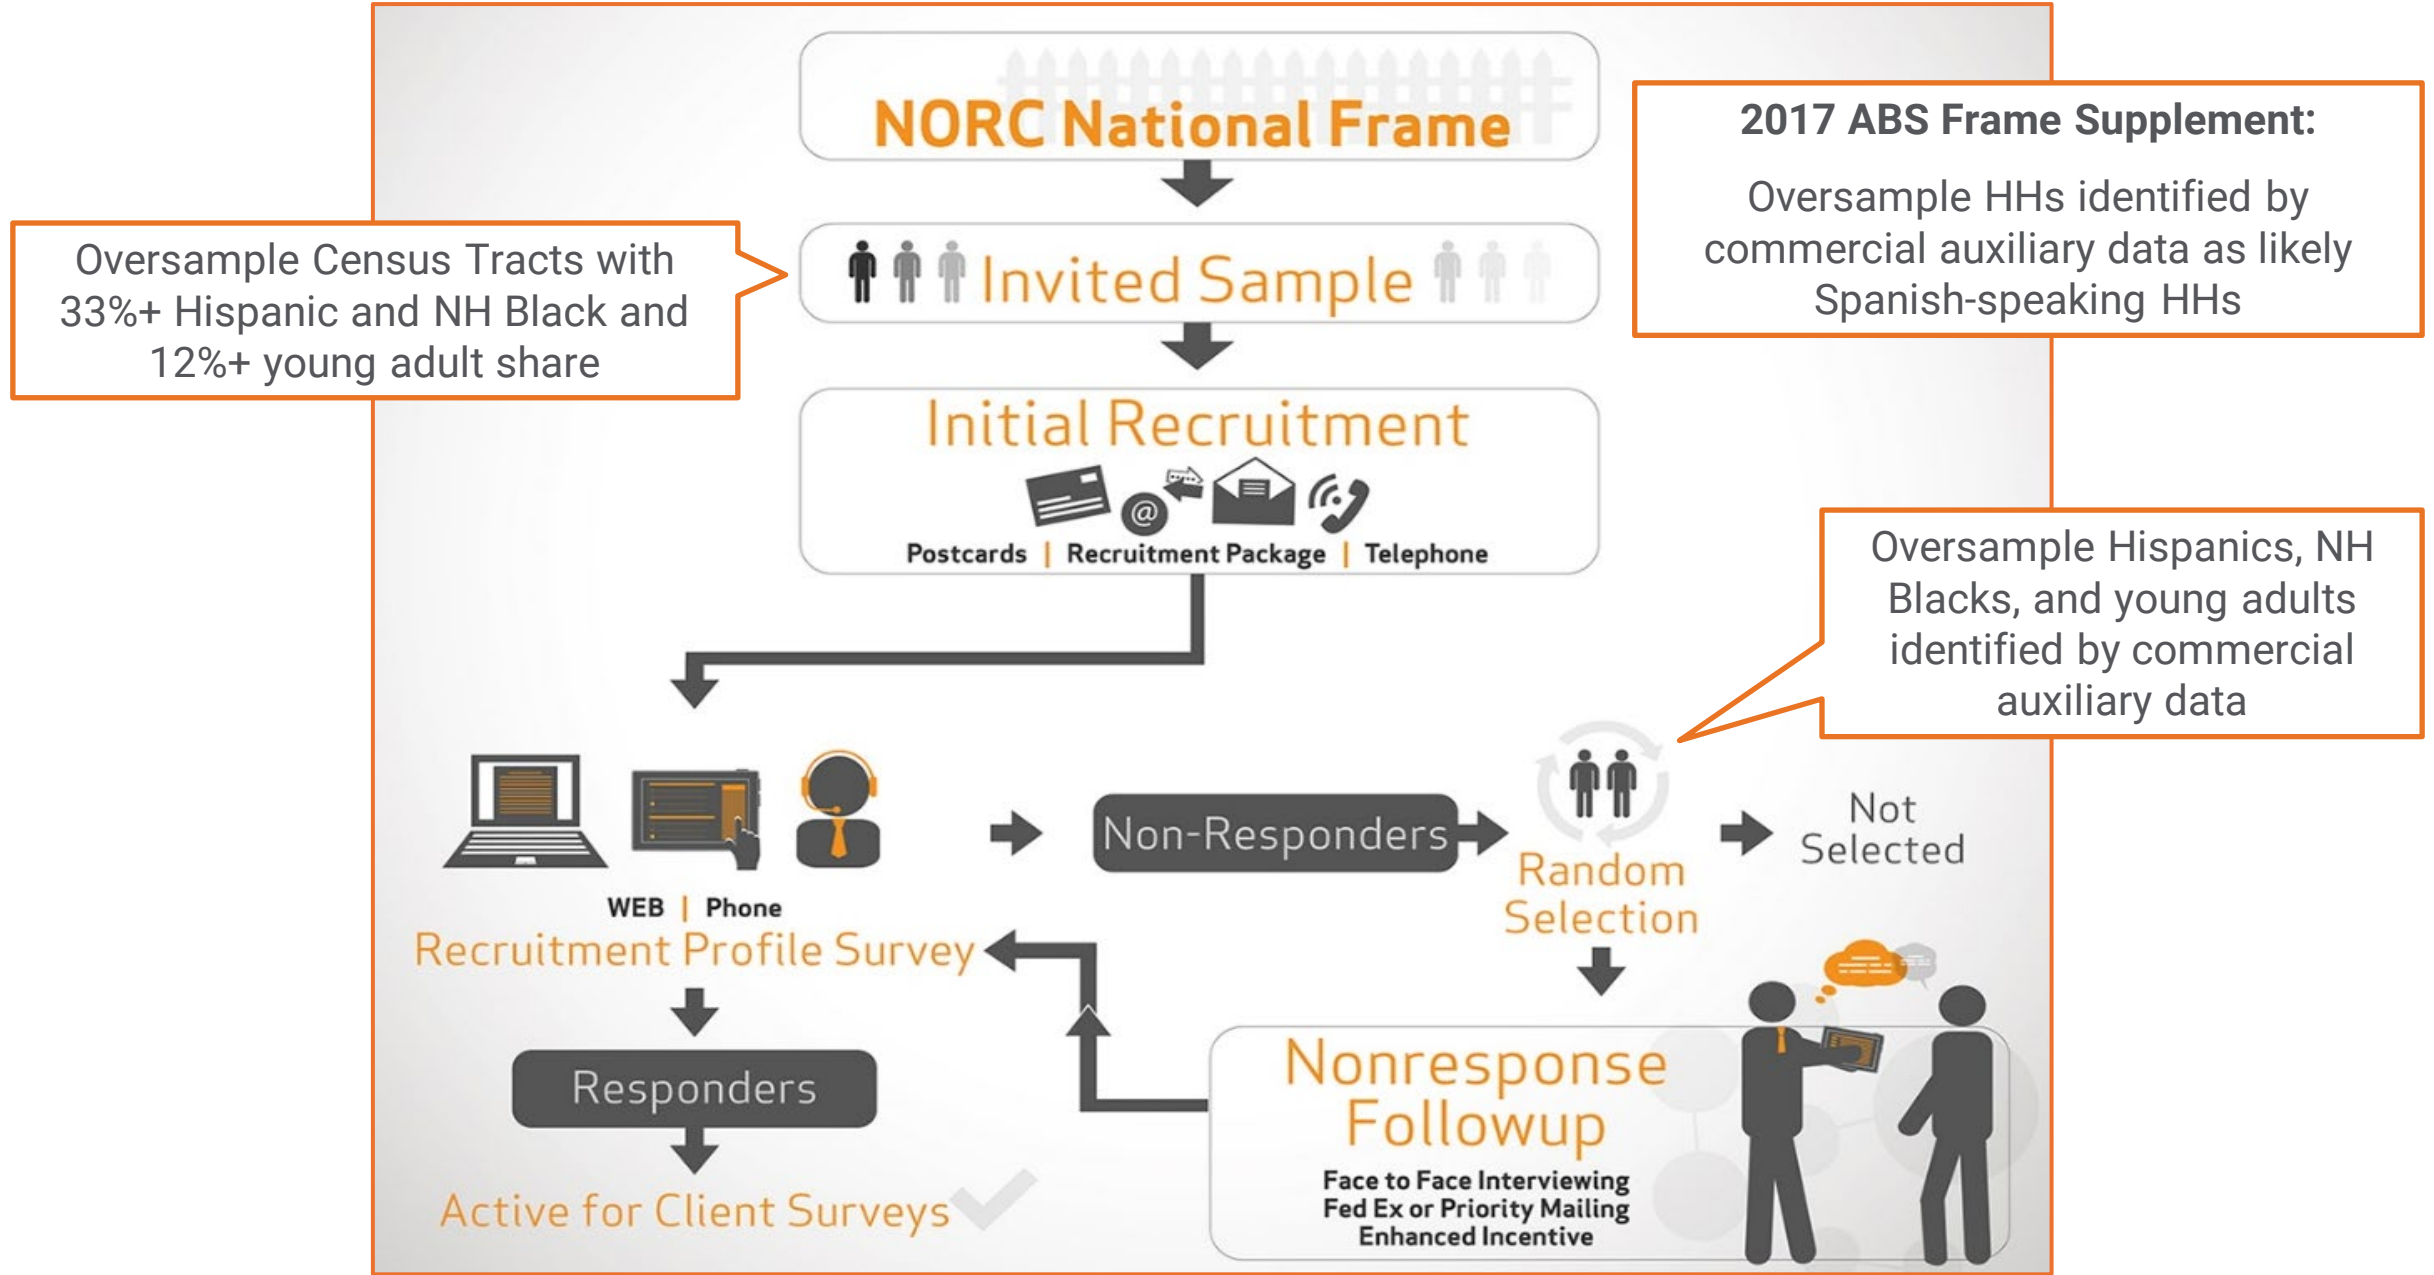 NORC National Frame
2017 ABS Frame Supplement:
Oversample HHs identified by
commercial auxiliary data as likely
Spanish-speaking HHs
Oversample Census Tracts with
33%+ Hispanic and NH Black and
12%+ young adult share
Invited Sample
Initial Recruitment
@
Postcards | Recruitment Package | Telephone
Oversample Hispanics, NH
Blacks, and young adults
identified by commercial
auxiliary data
WEB | Phone
Recruitment Profile Survey
Non-Responders
Random
Selection
Not
Selected
Responders
Active for Client Surveys
Nonresponse
Followup
Face to Face Interviewing
Fed Ex or Priority Mailing
Enhanced Incentive